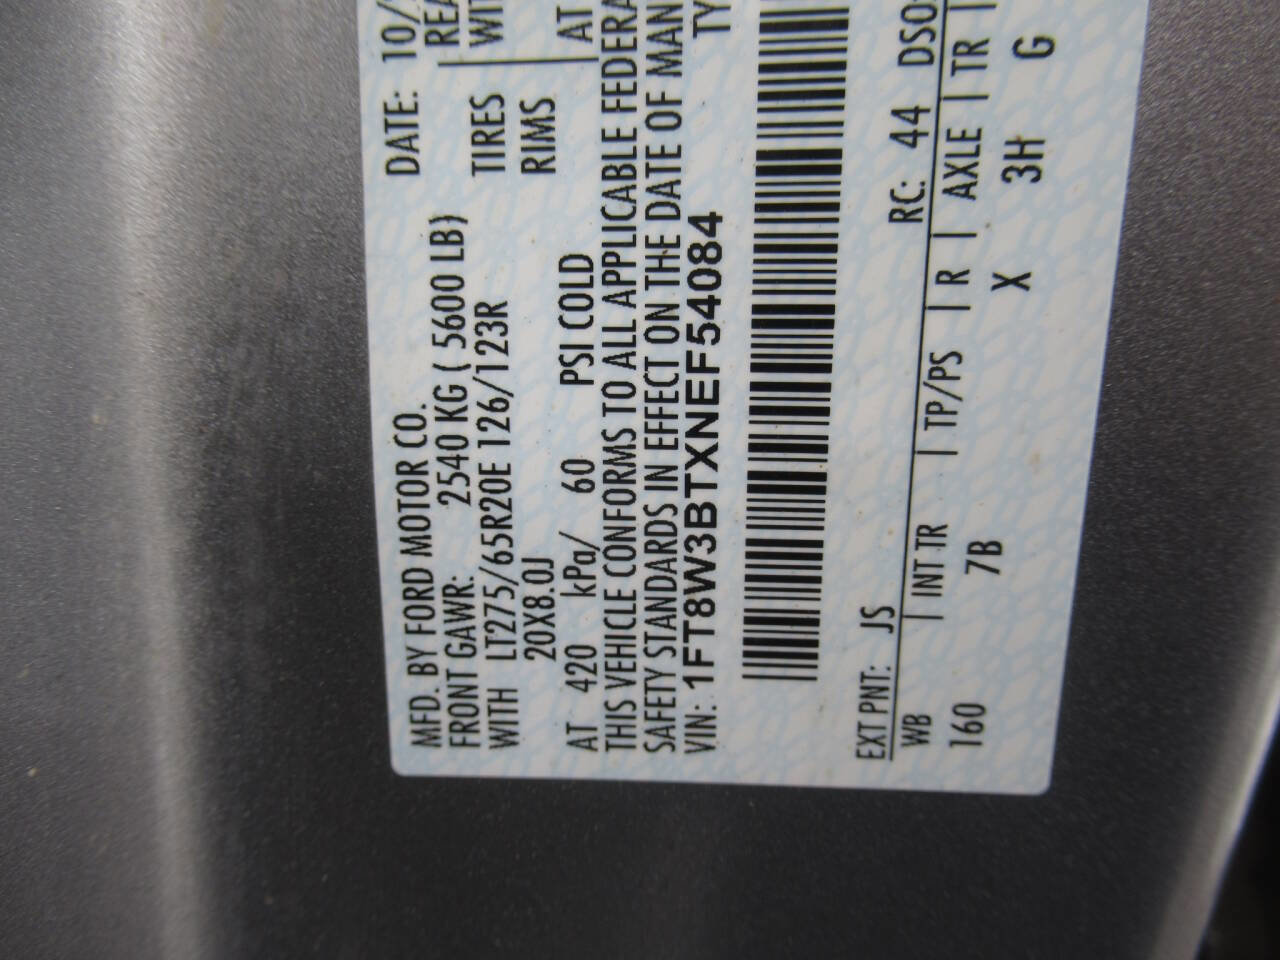 MFD. BY FORD MOTOR CO. DATE: 10/
FRONT GAWR: 2540 KG ( 5600 LB)
WITH LT275/65R20E 126/123R TIRES
20X8.0J RIMS
AT 420 kPa/ 60 PSI COLD AT
THIS VEHICLE CONFORMS TO ALL APPLICABLE
SAFETY STANDARDS IN EFFECT ON THE DATE OF
VIN: 1FT8W3BTXNEF54084
EXT PNT: JS RC: 44 DSO:
WB | INT TR | TP/PS | R | AXLE | TR |
160 7B X 3H G